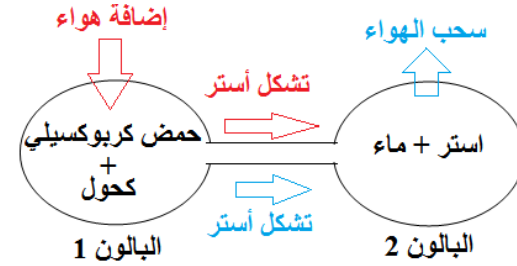 إضافة هواء
سحب الهواء
تشكل أستر
حمض كربوكسيلي
+
كحول
استر + ماء
تشكل أستر
البالون 1
البالون 2